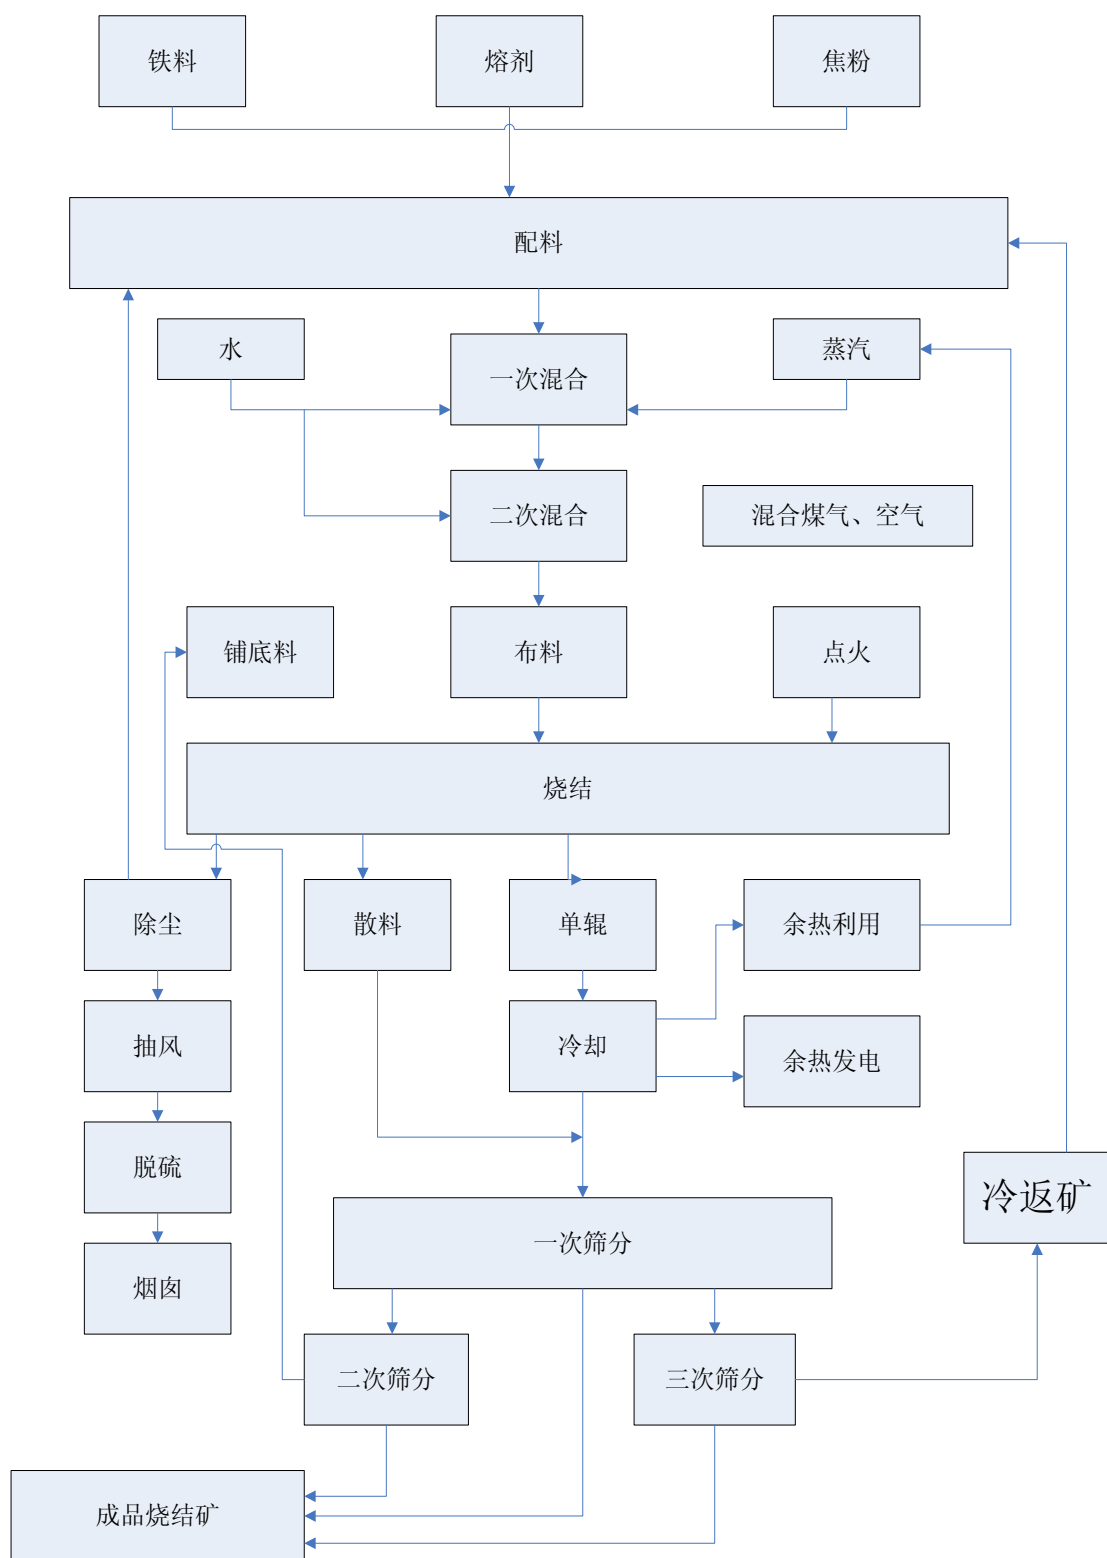 铁料
熔剂
焦粉
配料
水
一次混合
蒸汽
二次混合
混合煤气、空气
铺底料
布料
点火
烧结
除尘
散料
单辊
余热利用
抽风
冷却
余热发电
脱硫
冷返矿
一次筛分
烟囱
二次筛分
三次筛分
成品烧结矿